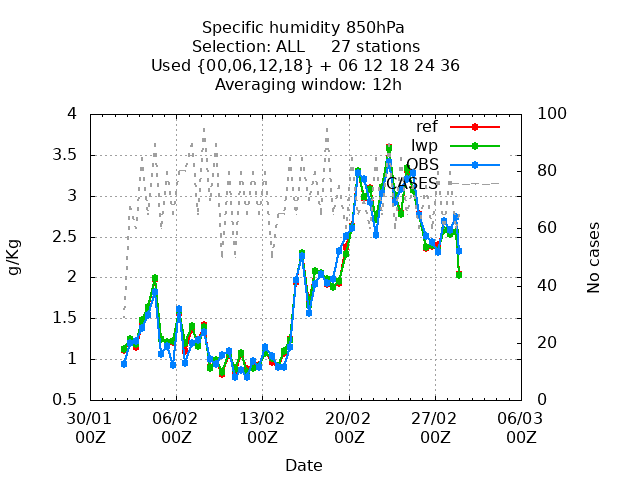 Specific humidity 850hPa
Selection: ALL 27 stations
Used {00,06,12,18} + 06 12 18 24 36
Averaging window: 12h
g/Kg
4
3.5
3
2.5
2
1.5
1
0.5
ref
lwp
OBS
CASES
100
80
60
40
20
0
No cases
30/01 06/02 13/02 20/02 27/02 06/03
00Z 00Z 00Z 00Z 00Z 00Z
Date